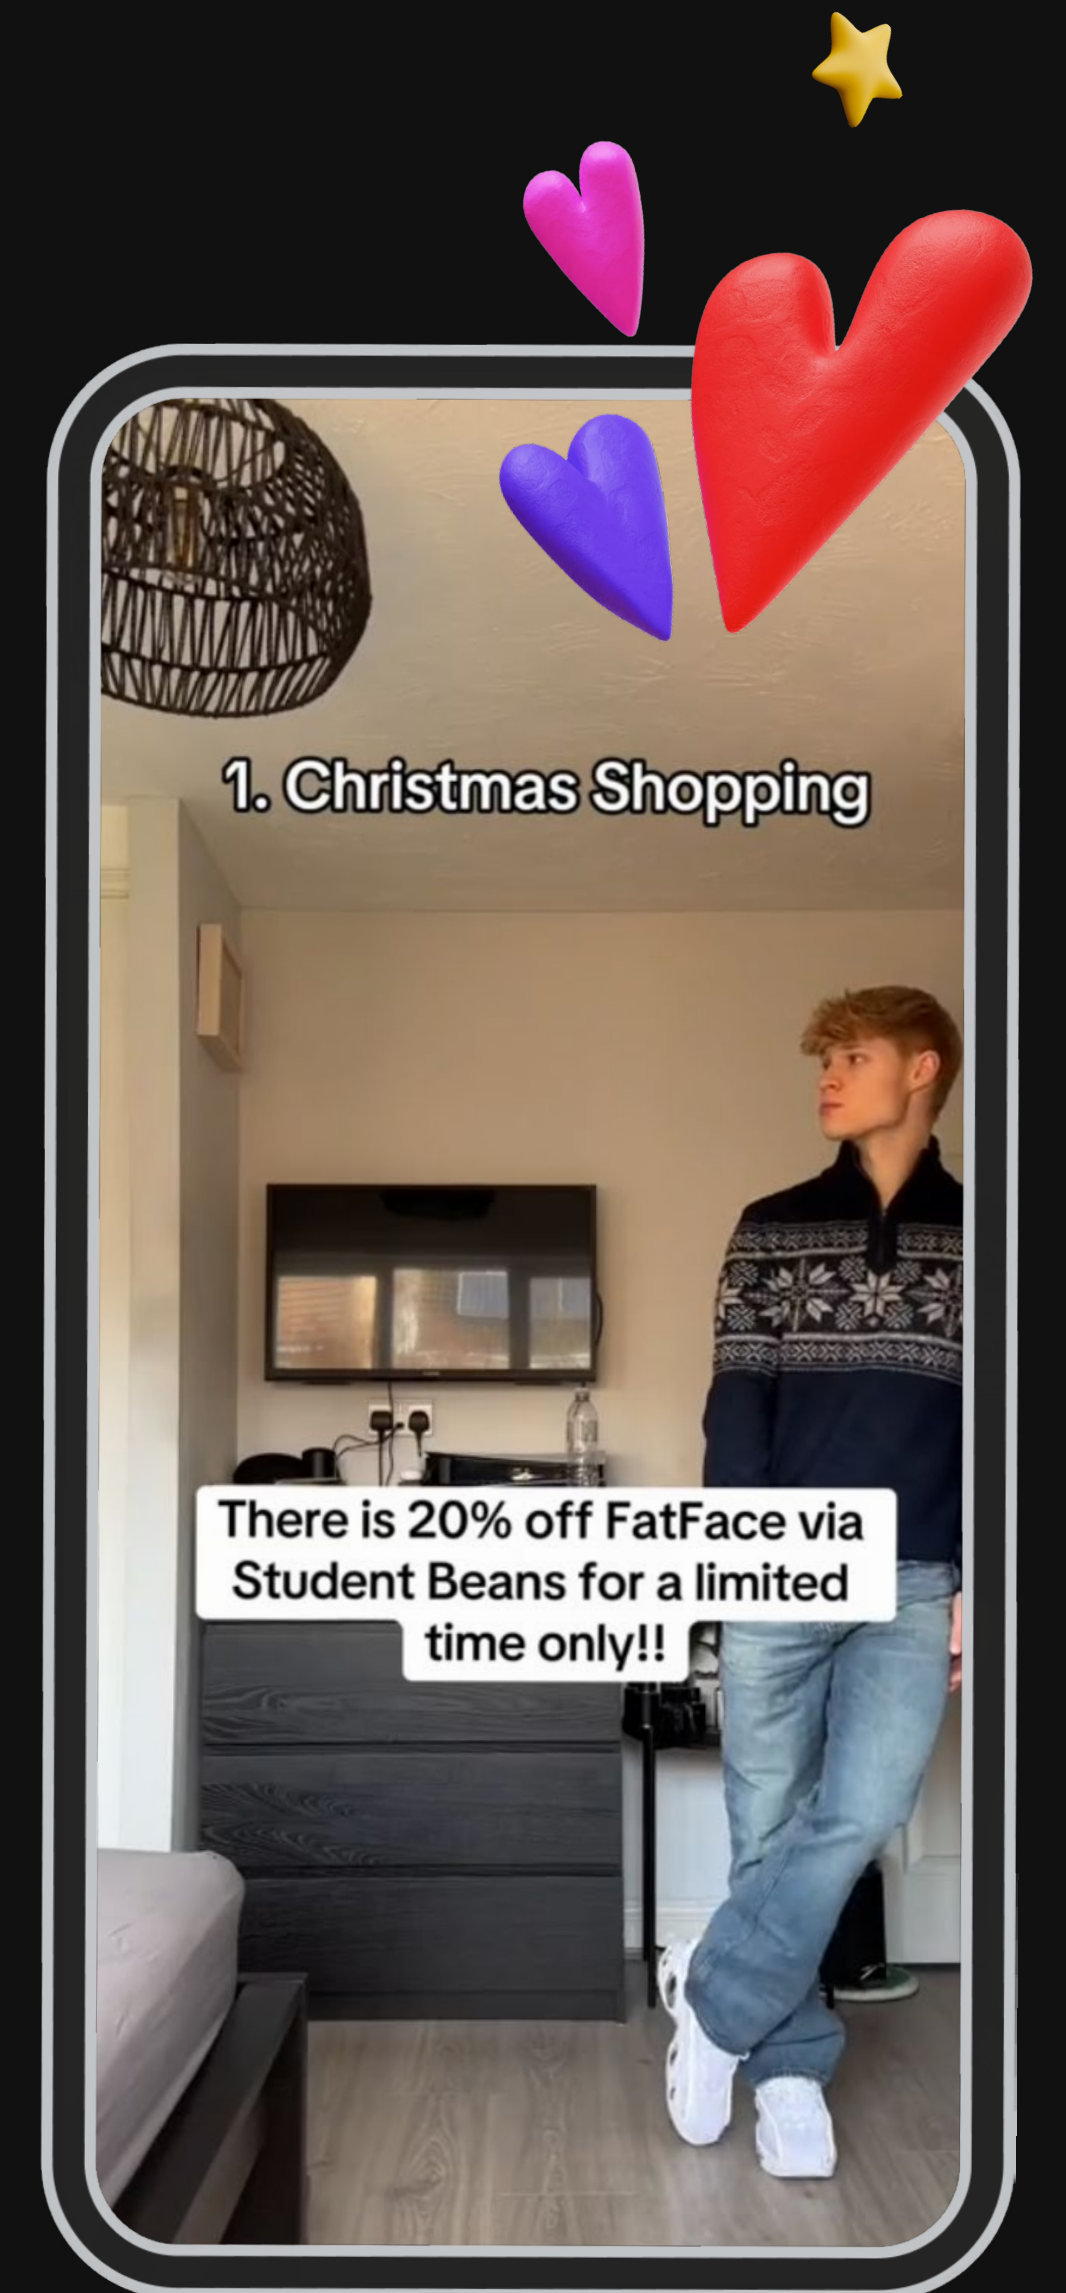 1. Christmas Shopping
There is 20% off FatFace via
Student Beans for a limited
time only!!